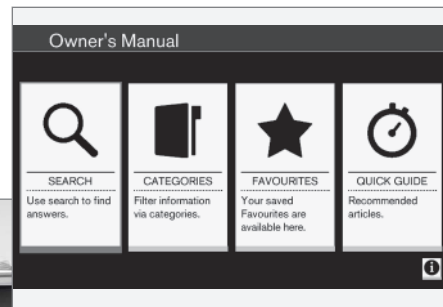 Owner's Manual
SEARCH
Use search to find
answers.
CATEGORIES
Filter information
via categories.
FAVOURITES
Your saved
Favourites are
available here.
QUICK GUIDE
Recommended
articles.
i